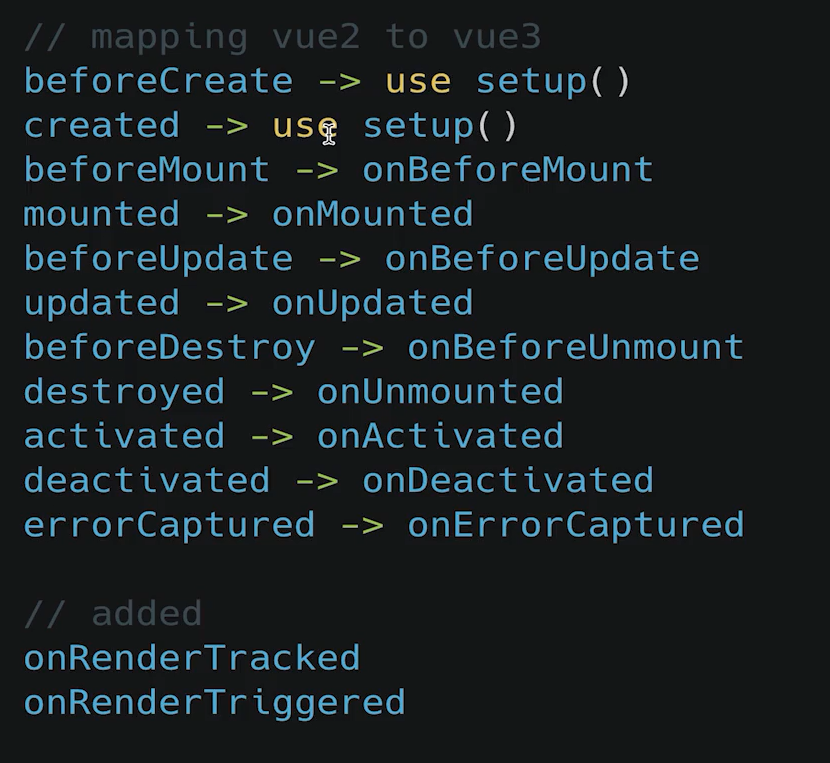 // mapping vue2 to vue3
beforeCreate -> use setup()
created -> use setup()
beforeMount -> onBeforeMount
mounted -> onMounted
beforeUpdate -> onBeforeUpdate
updated -> onUpdated
beforeDestroy -> onBeforeUnmount
destroyed -> onUnmounted
activated -> onActivated
deactivated -> onDeactivated
errorCaptured -> onErrorCaptured
// added
onRenderTracked
onRenderTriggered